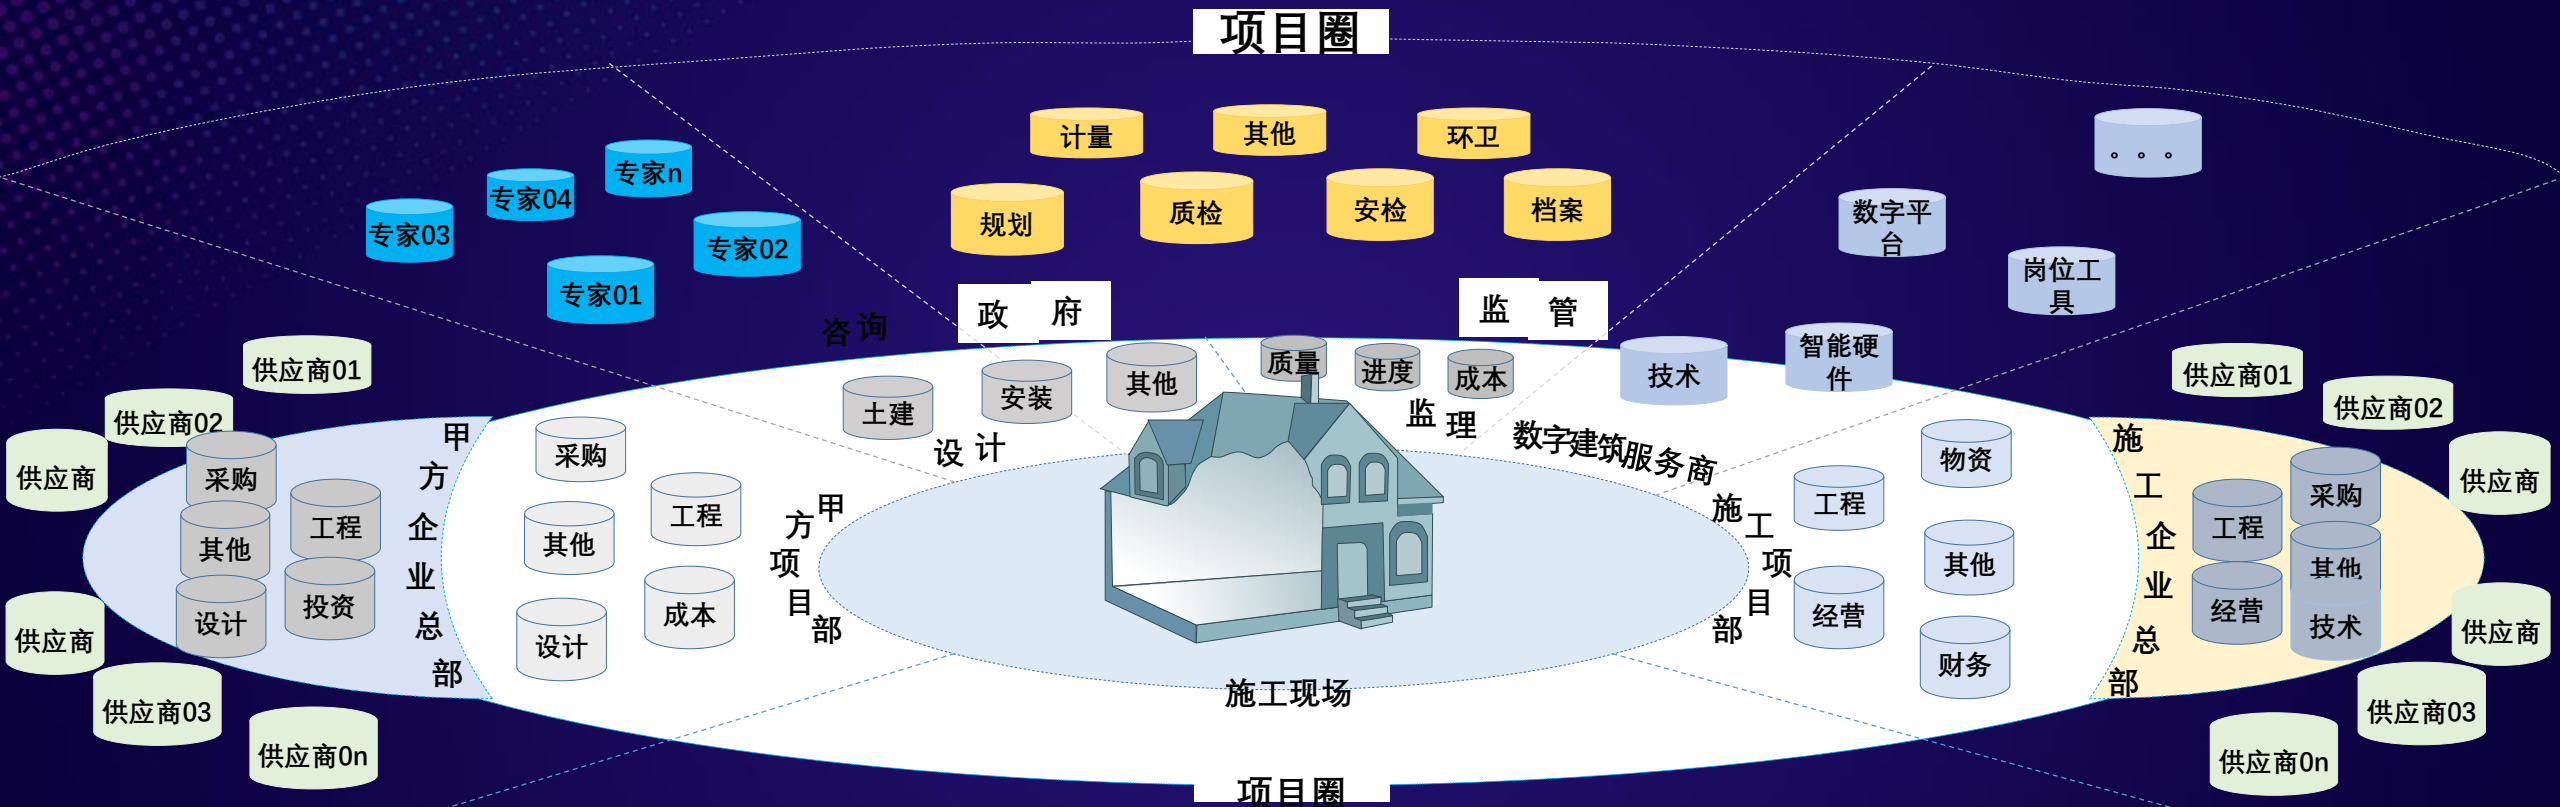 项目圈
计量
其他
环卫
规划
质检
安检
档案
政府
监管
专家n
专家04
专家03
专家02
专家01
咨询
。。。
数字平
台
岗位工
具
智能硬
件
技术
数字建筑服务商
土建
安装
其他
设计
质量
进度
成本
监理
供应商01
供应商02
供应商
供应商
供应商03
供应商0n
采购
其他
工程
设计
投资
甲方企业总部
采购
其他
工程
设计
成本
甲方项目部
施工现场
施工项目部
物资
工程
其他
经营
财务
施工企业总部
采购
工程
其他
经营
技术
供应商01
供应商02
供应商
供应商
供应商03
供应商0n
项目圈